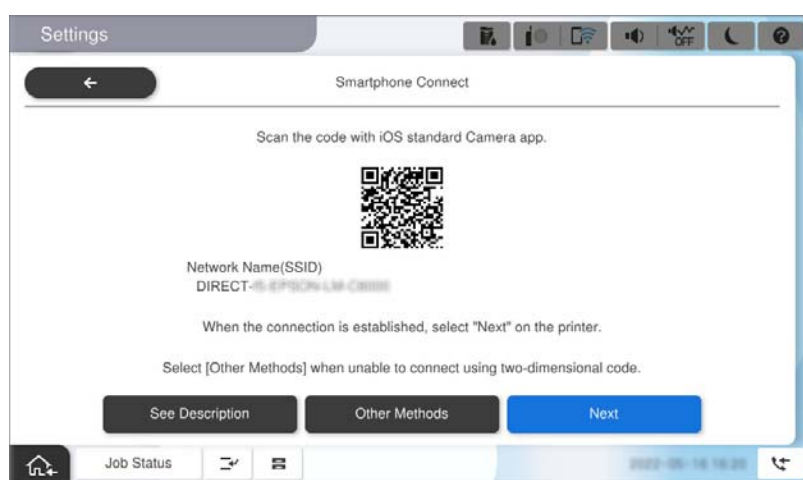 Settings
OFF
Smartphone Connect
Scan the code with iOS standard Camera app.
Network Name(SSID)
DIRECT-
When the connection is established, select "Next" on the printer.
Select [Other Methods] when unable to connect using two-dimensional code.
See Description
Other Methods
Next
Job Status